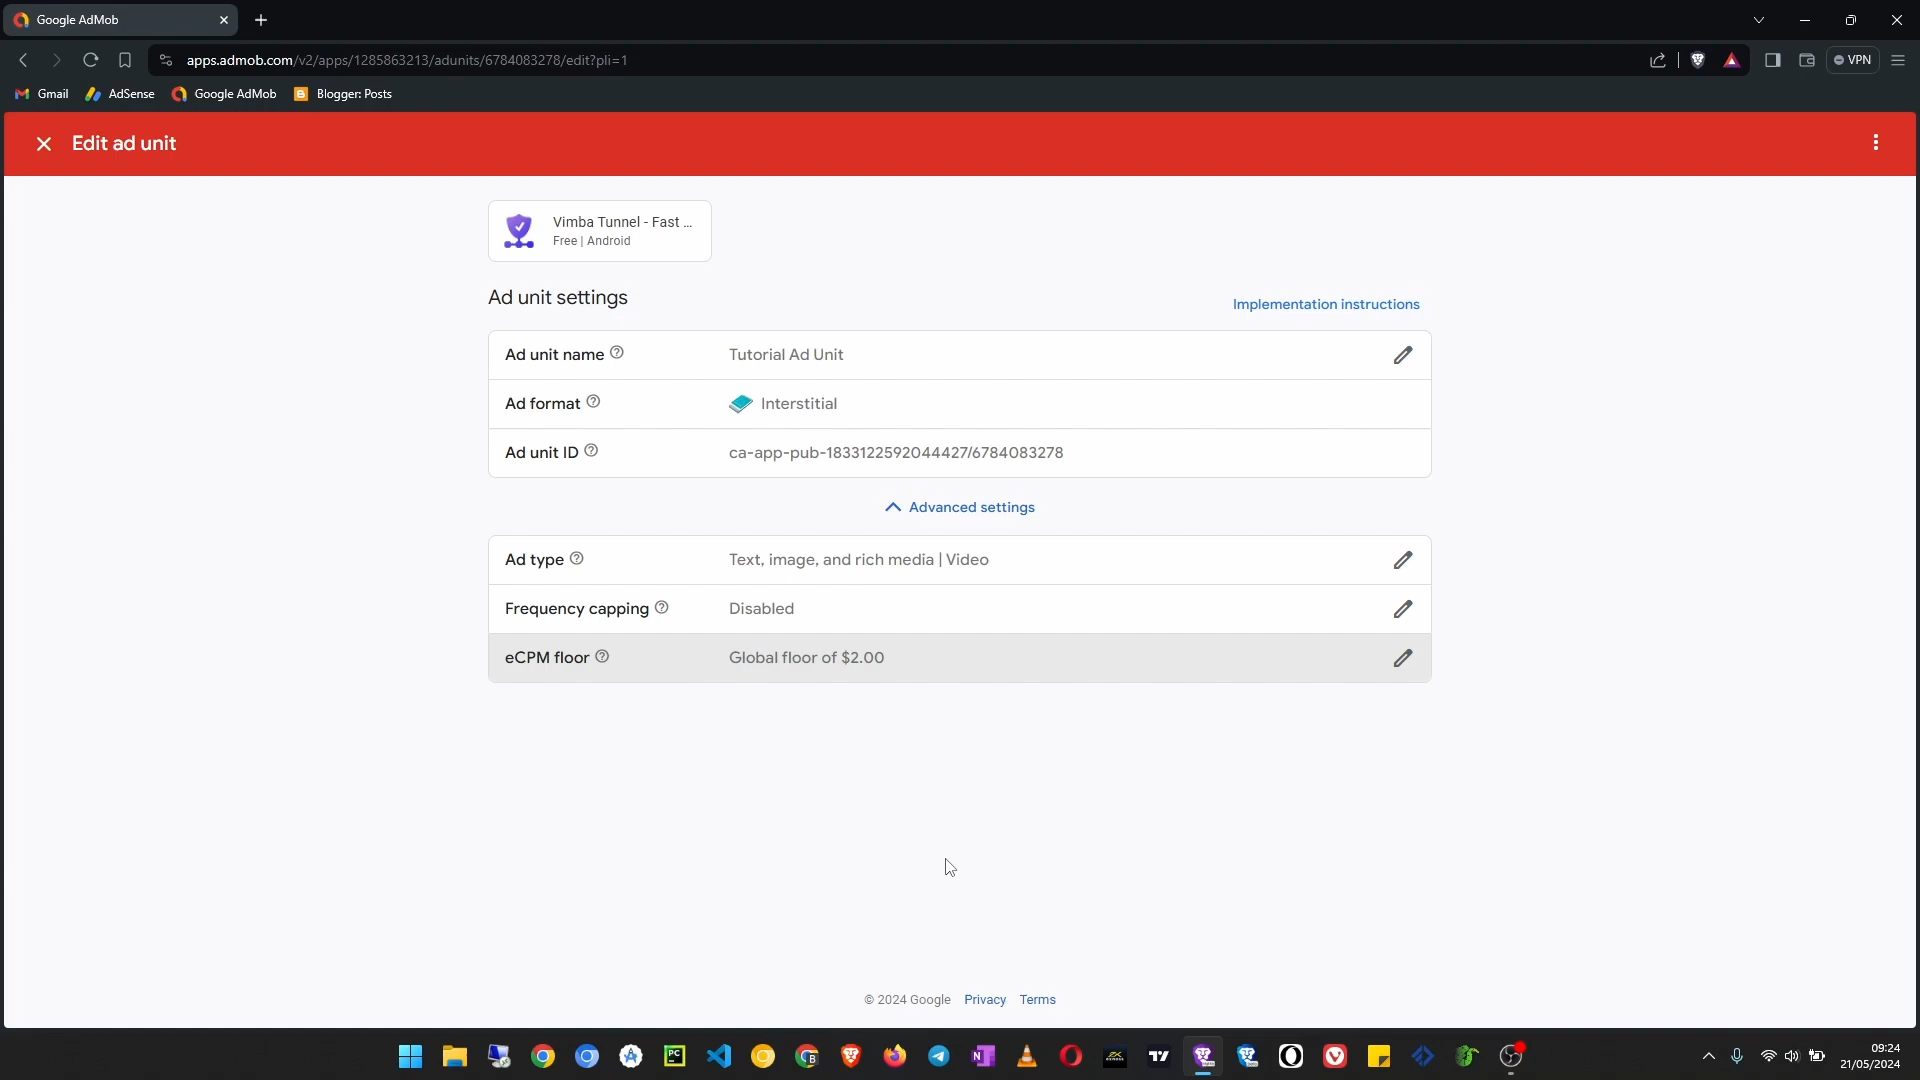 Google AdMob
apps.admob.com/v2/apps/1285863213/adunits/6784083278/edit?pli=1
VPN
Gmail
AdSense
Google AdMob
Blogger: Posts
Edit ad unit
Vimba Tunnel - Fast ...
Free | Android
Ad unit settings
Implementation instructions
Ad unit name
Tutorial Ad Unit
Ad format
Interstitial
Ad unit ID
ca-app-pub-1833122592044427/6784083278
Advanced settings
Ad type
Text, image, and rich media | Video
Frequency capping
Disabled
eCPM floor
Global floor of $2.00
© 2024 Google Privacy Terms
09:24
21/05/2024